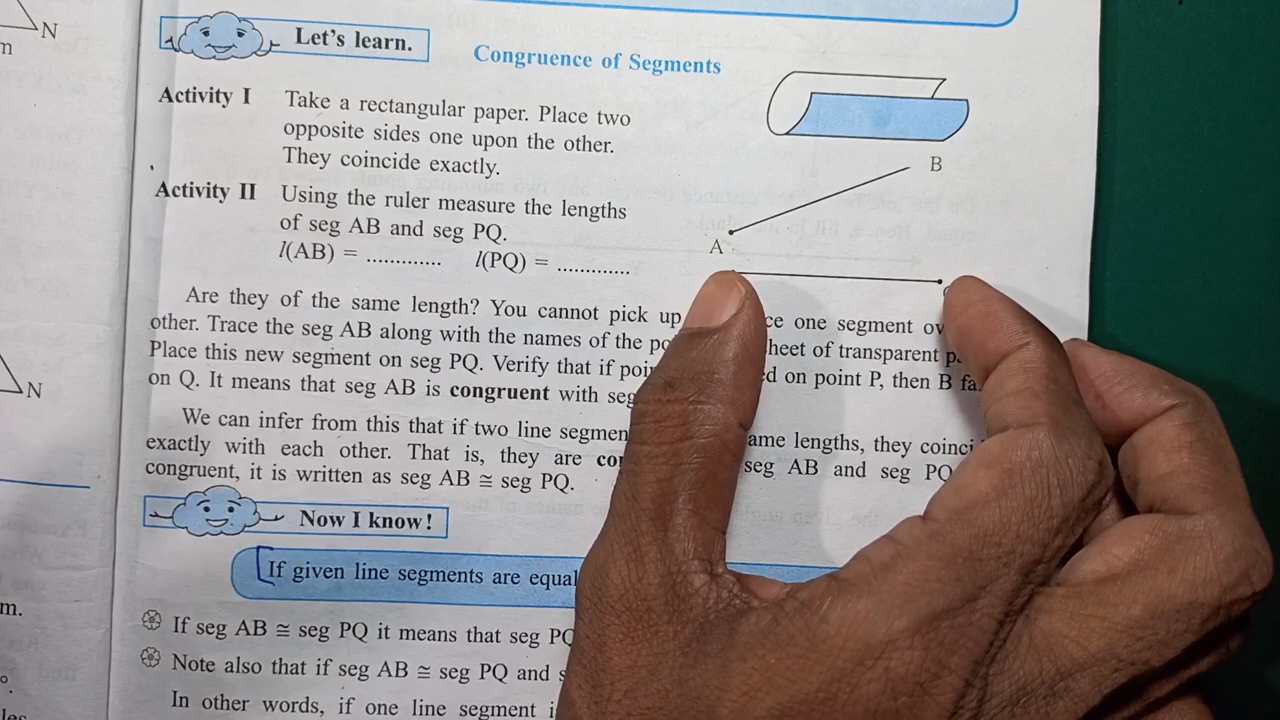 N
m
Let's learn.
Congruence of Segments
Activity I Take a rectangular paper. Place two
opposite sides one upon the other.
They coincide exactly.
B
Activity II Using the ruler measure the lengths
of seg AB and seg PQ.
A
l(AB) = ............. l(PQ) = .............
Are they of the same length? You cannot pick up ce one segment ov
other. Trace the seg AB along with the names of the po heet of transparent p
Place this new segment on seg PQ. Verify that if poi d on point P, then B fa
N
on Q. It means that seg AB is congruent with seg
We can infer from this that if two line segmen ame lengths, they coinci
exactly with each other. That is, they are co seg AB and seg PQ
congruent, it is written as seg AB ≅ seg PQ.
Now I know!
If given line segments are equal
m.
If seg AB ≅ seg PQ it means that seg PQ
Note also that if seg AB ≅ seg PQ and s
In other words, if one line segment i
les